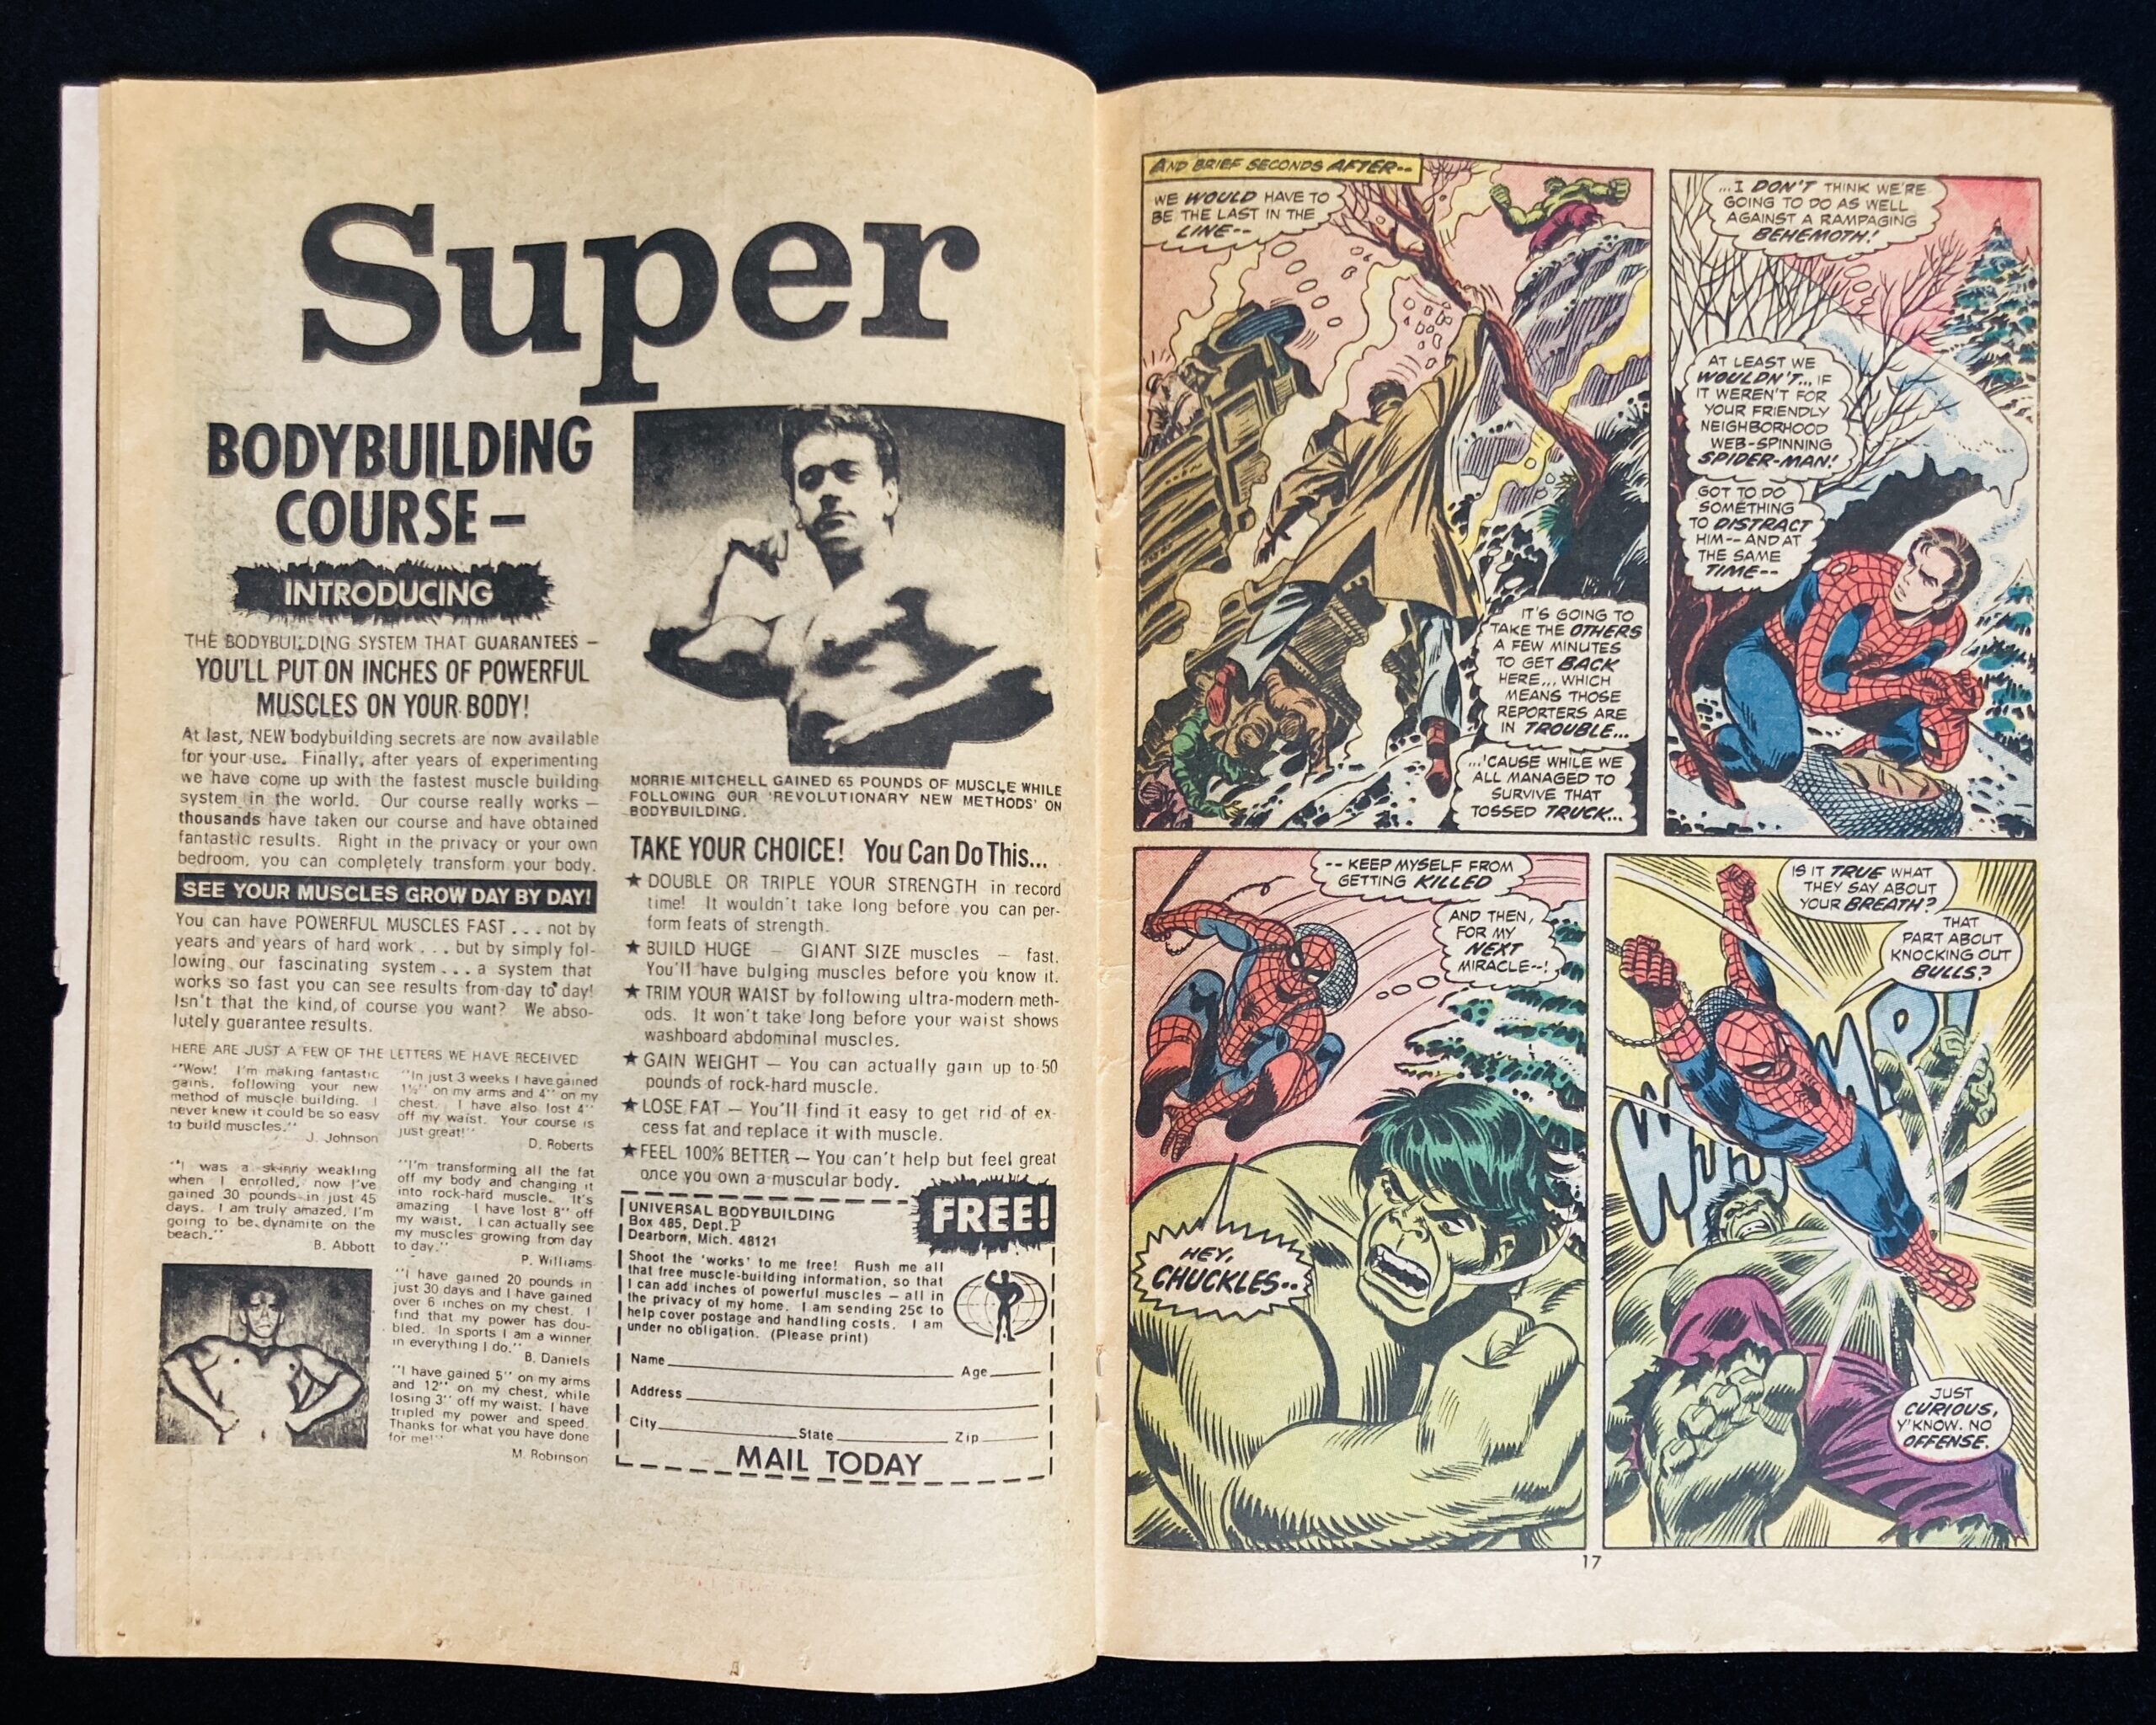 Super
BODYBUILDING
COURSE –
INTRODUCING
THE BODYBUILDING SYSTEM THAT GUARANTEES –
YOU'LL PUT ON INCHES OF POWERFUL
MUSCLES ON YOUR BODY!
At last, NEW bodybuilding secrets are now available
for your use. Finally, after years of experimenting
we have come up with the fastest muscle building
system in the world. Our course really works –
thousands have taken our course and have obtained
fantastic results. Right in the privacy or your own
bedroom, you can completely transform your body.
SEE YOUR MUSCLES GROW DAY BY DAY!
You can have POWERFUL MUSCLES FAST . . . not by
years and years of hard work . . . but by simply fol-
lowing our fascinating system . . . a system that
works so fast you can see results from day to day!
Isn't that the kind of course you want? We abso-
lutely guarantee results.
HERE ARE JUST A FEW OF THE LETTERS WE HAVE RECEIVED
"Wow! I'm making fantastic
gains, following your new
method of muscle building. I
never knew it could be so easy
to build muscles."
J. Johnson
"I was a skinny weakling
when I enrolled, now I've
gained 30 pounds in just 45
days. I am truly amazed, I'm
going to be dynamite on the
beach."
B. Abbott
"In just 3 weeks I have gained
1½" on my arms and 4" on my
chest. I have also lost 4"
off my waist. Your course is
just great!"
D. Roberts
"I'm transforming all the fat
off my body and changing it
into rock-hard muscle. It's
amazing I have lost 8" off
my waist. I can actually see
my muscles growing from day
to day."
P. Williams
"I have gained 20 pounds in
just 30 days and I have gained
over 6 inches on my chest. I
find that my power has dou-
bled. In sports I am a winner
in everything I do."
B. Daniels
"I have gained 5" on my arms
and 12" on my chest, while
losing 3" off my waist. I have
tripled my power and speed.
Thanks for what you have done
for me!"
M. Robinson
MORRIE MITCHELL GAINED 65 POUNDS OF MUSCLE WHILE
FOLLOWING OUR 'REVOLUTIONARY NEW METHODS' ON
BODYBUILDING.
TAKE YOUR CHOICE! You Can Do This...
★ DOUBLE OR TRIPLE YOUR STRENGTH in record
time! It wouldn't take long before you can per-
form feats of strength.
★ BUILD HUGE – GIANT SIZE muscles – fast.
You'll have bulging muscles before you know it.
★ TRIM YOUR WAIST by following ultra-modern meth-
ods. It won't take long before your waist shows
washboard abdominal muscles.
★ GAIN WEIGHT – You can actually gain up to 50
pounds of rock-hard muscle.
★ LOSE FAT – You'll find it easy to get rid of ex-
cess fat and replace it with muscle.
★ FEEL 100% BETTER – You can't help but feel great
once you own a muscular body.
FREE!
UNIVERSAL BODYBUILDING
Box 485, Dept. P
Dearborn, Mich. 48121
Shoot the 'works' to me free! Rush me all
that free muscle-building information, so that
I can add inches of powerful muscles – all in
the privacy of my home. I am sending 25¢ to
help cover postage and handling costs. I am
under no obligation. (Please print)
Name Age
Address
City State Zip
MAIL TODAY
AND BRIEF SECONDS AFTER--
WE WOULD HAVE TO
BE THE LAST IN THE
LINE--
IT'S GOING TO
TAKE THE OTHERS
A FEW MINUTES
TO GET BACK
HERE... WHICH
MEANS THOSE
REPORTERS ARE
IN TROUBLE...
...'CAUSE WHILE WE
ALL MANAGED TO
SURVIVE THAT
TOSSED TRUCK...
...I DON'T THINK WE'RE
GOING TO DO AS WELL
AGAINST A RAMPAGING
BEHEMOTH!
AT LEAST WE
WOULDN'T... IF
IT WEREN'T FOR
YOUR FRIENDLY
NEIGHBORHOOD
WEB-SPINNING
SPIDER-MAN!
GOT TO DO
SOMETHING
TO DISTRACT
HIM--AND AT
THE SAME
TIME--
--KEEP MYSELF FROM
GETTING KILLED
AND THEN,
FOR MY
NEXT
MIRACLE--!
HEY,
CHUCKLES--
IS IT TRUE WHAT
THEY SAY ABOUT
YOUR BREATH?
THAT
PART ABOUT
KNOCKING OUT
BULLS?
JUST
CURIOUS,
Y'KNOW. NO
OFFENSE.
17